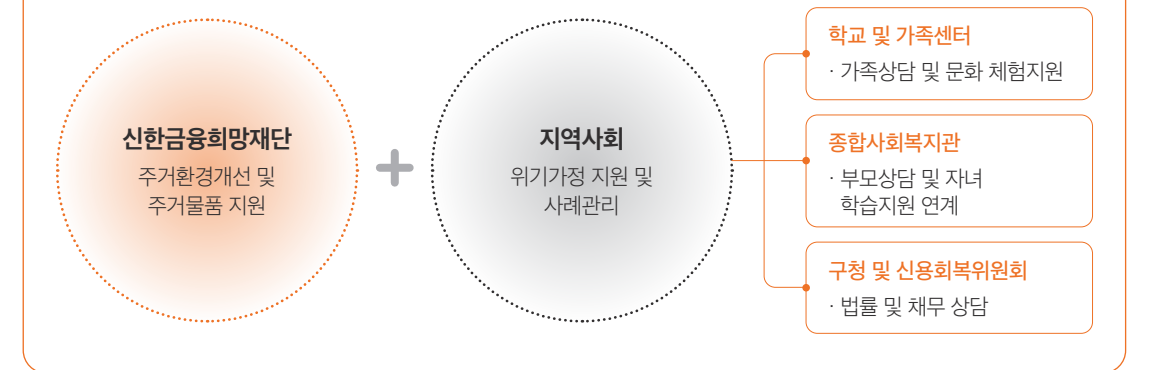 신한금융희망재단
주거환경개선 및
주거물품 지원
+
지역사회
위기가정 지원 및
사례관리
학교 및 가족센터
· 가족상담 및 문화 체험지원
종합사회복지관
· 부모상담 및 자녀
학습지원 연계
구청 및 신용회복위원회
· 법률 및 채무 상담